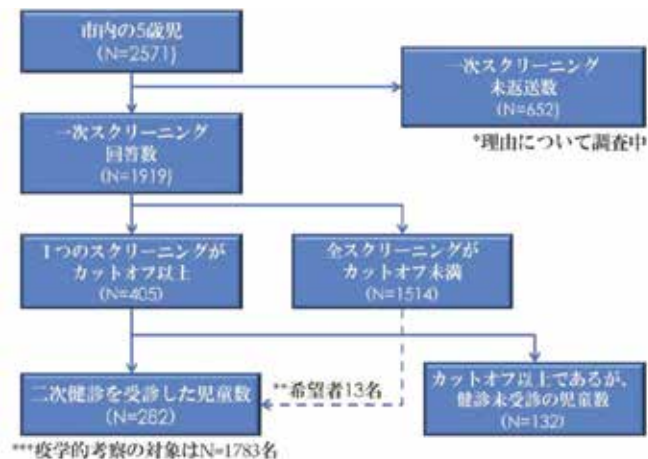 市内の5歳児
(N=2571)
一次スクリーニング
未返送数
(N=652)
*理由について調査中
一次スクリーニング
回答数
(N=1919)
1つのスクリーニングが
カットオフ以上
(N=405)
全スクリーニングが
カットオフ未満
(N=1514)
二次健診を受診した児童数
(N=282)
**希望者13名
カットオフ以上であるが、
健診未受診の児童数
(N=132)
***疫学的考察の対象はN=1783名